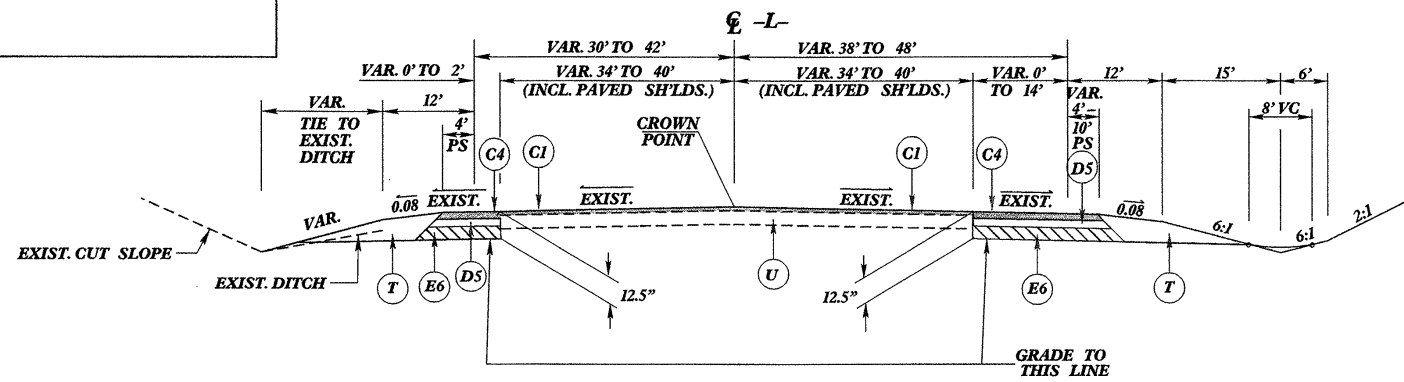 ℄ -L-
VAR. 30' TO 42'
VAR. 38' TO 48'
VAR. 0' TO 2'
VAR. 34' TO 40'
(INCL. PAVED SH'LDS.)
VAR. 34' TO 40'
(INCL. PAVED SH'LDS.)
VAR. 0'
TO 14'
12'
15'
6'
VAR.
TIE TO
EXIST.
DITCH
12'
4'
PS
VAR.
4' -
10'
PS
8' VC
CROWN
POINT
C4
C1
C1
C4
D5
0.08
EXIST.
EXIST.
EXIST.
EXIST.
0.08
VAR.
6:1
6:1
2:1
EXIST. CUT SLOPE
EXIST. DITCH
T
E6
D5
12.5"
U
12.5"
E6
T
GRADE TO
THIS LINE